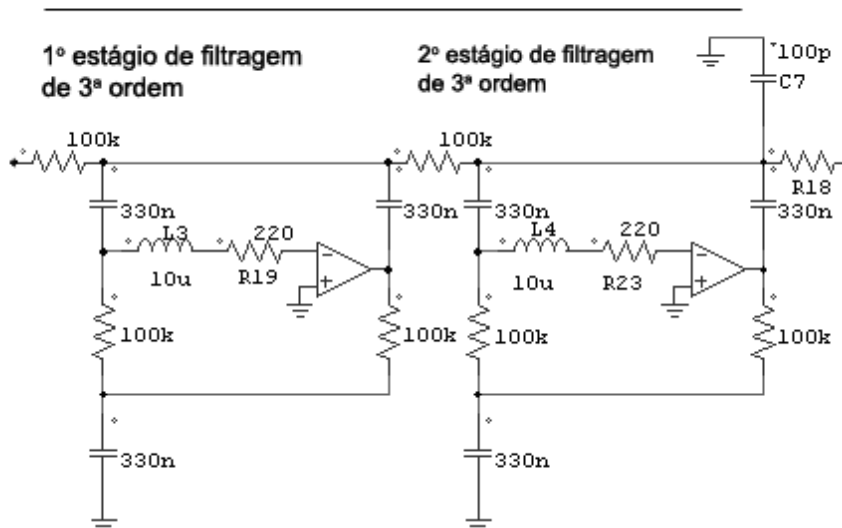 1º estágio de filtragem
de 3ª ordem
2º estágio de filtragem
de 3ª ordem
100p
C7
100k
100k
R18
330n
330n
330n
330n
L3
220
L4
220
10u
R19
10u
R23
100k
100k
100k
100k
330n
330n